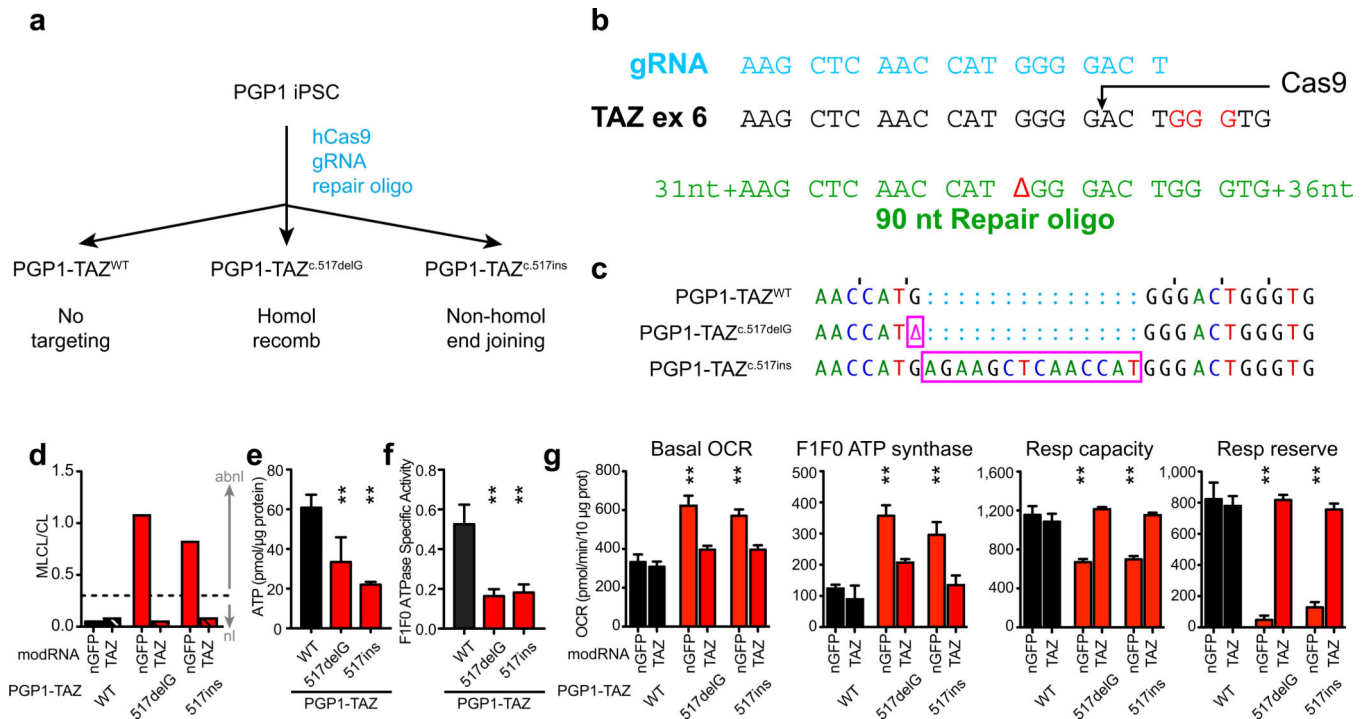 a
PGP1 iPSC
hCas9
gRNA
repair oligo
PGP1-TAZWT
PGP1-TAZc.517delG
PGP1-TAZc.517ins
No
targeting
Homol
recomb
Non-homol
end joining
b
gRNA AAG CTC AAC CAT GGG GAC T
Cas9
TAZ ex 6 AAG CTC AAC CAT GGG GAC TGG GTG
31nt+AAG CTC AAC CAT ΔGG GAC TGG GTG+36nt
90 nt Repair oligo
c
PGP1-TAZWT AACCATG::::::::::::::GGGACTGGGTG
PGP1-TAZc.517delG AACCATΔ::::::::::::::GGGACTGGGTG
PGP1-TAZc.517ins AACCATGAGAAGCTCAACCATGGGACTGGGTG
d
MLCL/CL
1.5
1.0
0.5
0.0
abnl
nl
modRNA
nGFP TAZ nGFP TAZ nGFP TAZ
PGP1-TAZ
WT 517delG 517ins
e
ATP (pmol/µg protein)
80
60
40
20
0
** **
WT 517delG 517ins
PGP1-TAZ
f
F1F0 ATPase Specific Activity
0.8
0.6
0.4
0.2
0.0
** **
WT 517delG 517ins
PGP1-TAZ
g
Basal OCR
OCR (pmol/min/10 µg prot)
800
600
400
200
0
** **
modRNA
nGFP TAZ nGFP TAZ nGFP TAZ
PGP1-TAZ
WT 517delG 517ins
F1F0 ATP synthase
500
400
300
200
100
0
** **
nGFP TAZ nGFP TAZ nGFP TAZ
WT 517delG 517ins
Resp capacity
1,600
1,200
800
400
0
** **
nGFP TAZ nGFP TAZ nGFP TAZ
WT 517delG 517ins
Resp reserve
1,000
800
600
400
200
0
** **
nGFP TAZ nGFP TAZ nGFP TAZ
WT 517delG 517ins